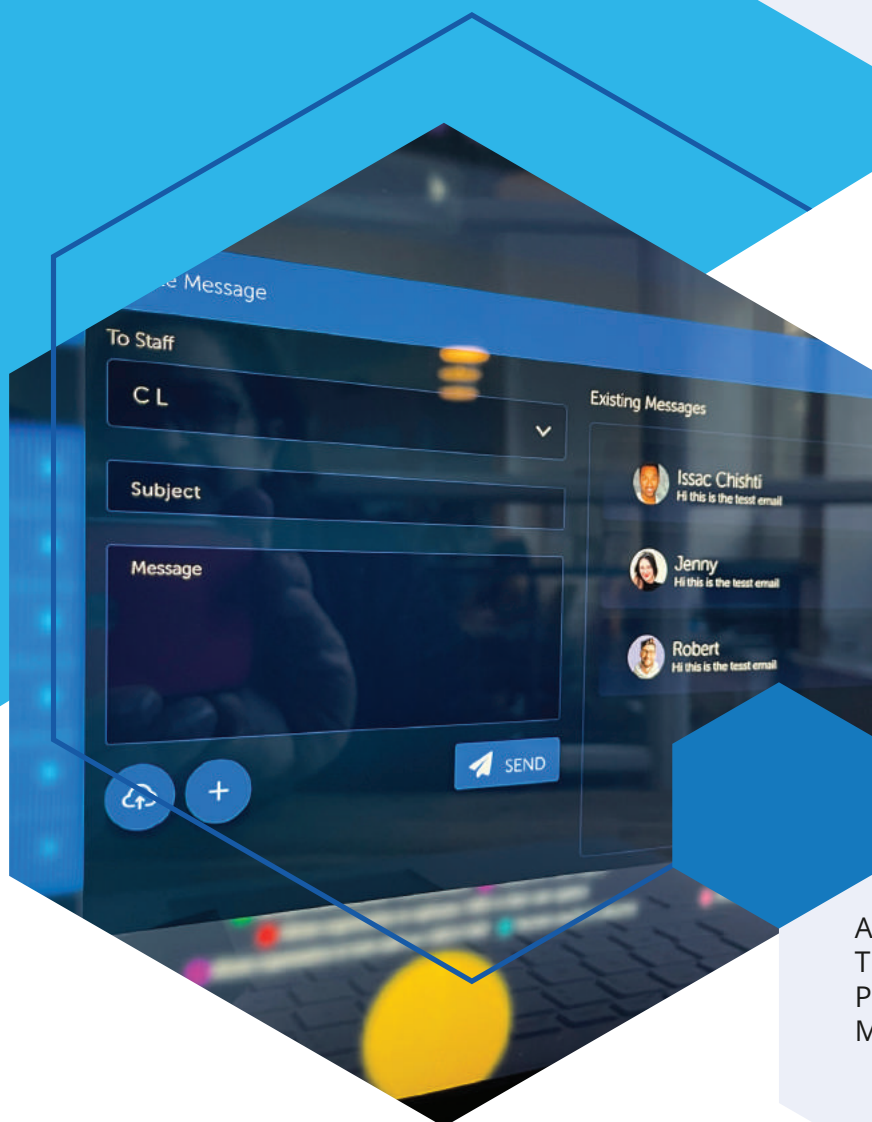 Message
To Staff
C L
Subject
Message
SEND
Existing Messages
Issac Chishti
Hi this is the tesst email
Jenny
Hi this is the tesst email
Robert
Hi this is the tesst email
A
T
P
M